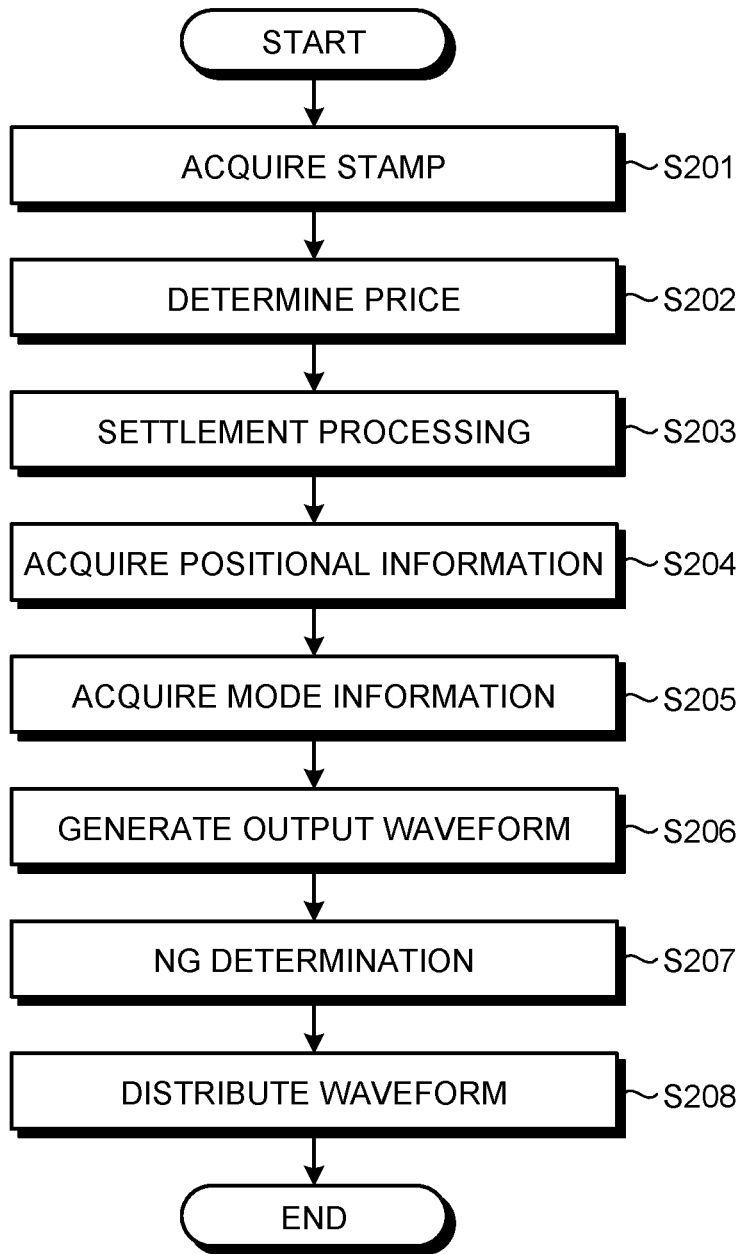 START
ACQUIRE STAMP
S201
DETERMINE PRICE
S202
SETTLEMENT PROCESSING
S203
ACQUIRE POSITIONAL INFORMATION
S204
ACQUIRE MODE INFORMATION
S205
GENERATE OUTPUT WAVEFORM
S206
NG DETERMINATION
S207
DISTRIBUTE WAVEFORM
S208
END